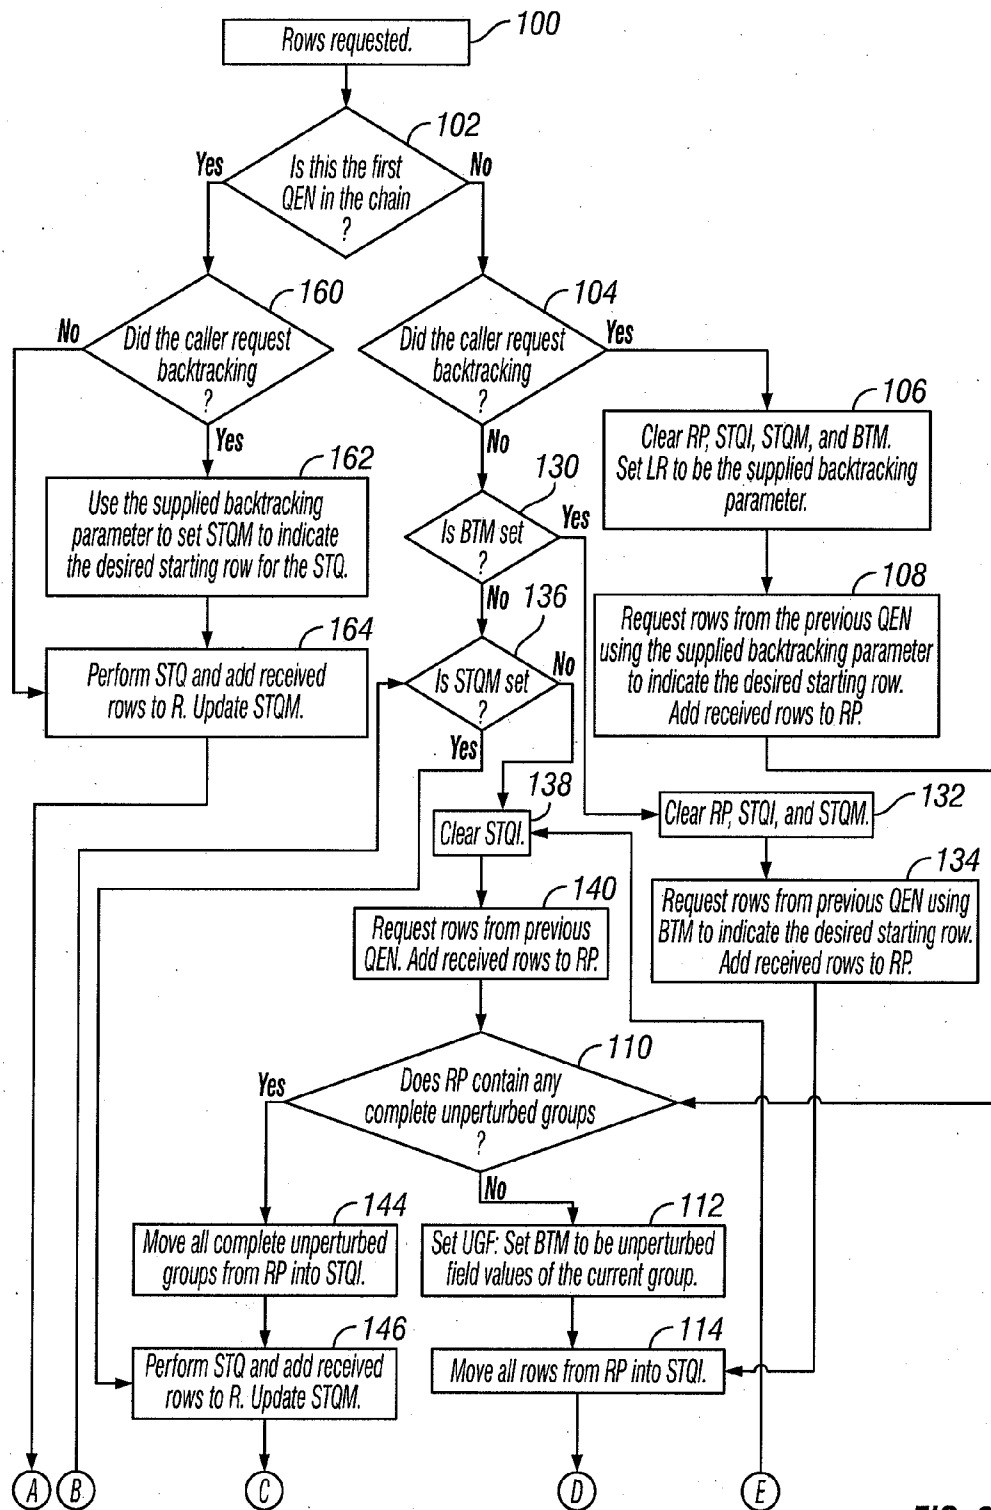 100
Rows requested.
102
Yes
No
Is this the first
QEN in the chain
?
160
104
No
Did the caller request
backtracking
?
Did the caller request
backtracking
?
Yes
106
Yes
No
Clear RP, STQI, STQM, and BTM.
Set LR to be the supplied backtracking
parameter.
162
130
Use the supplied backtracking
parameter to set STQM to indicate
the desired starting row for the STQ.
Is BTM set
?
Yes
108
No
136
164
Request rows from the previous QEN
using the supplied backtracking parameter
to indicate the desired starting row.
Add received rows to RP.
Perform STQ and add received
rows to R. Update STQM.
Is STQM set
?
No
Yes
138
132
Clear STQI.
Clear RP, STQI, and STQM.
140
134
Request rows from previous
QEN. Add received rows to RP.
Request rows from previous QEN using
BTM to indicate the desired starting row.
Add received rows to RP.
110
Yes
Does RP contain any
complete unperturbed groups
?
No
144
112
Move all complete unperturbed
groups from RP into STQI.
Set UGF: Set BTM to be unperturbed
field values of the current group.
146
114
Perform STQ and add received
rows to R. Update STQM.
Move all rows from RP into STQI.
A
B
C
D
E